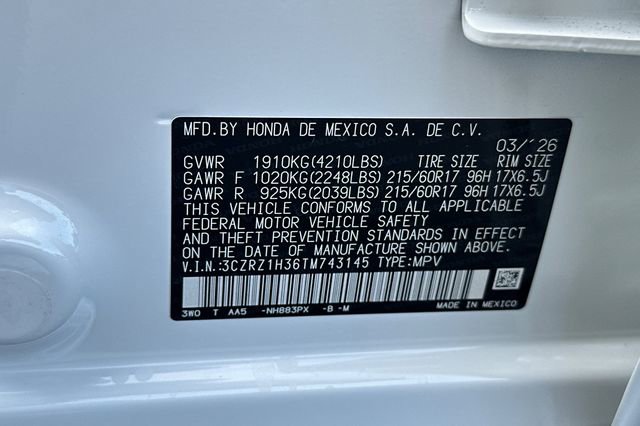 MFD.BY HONDA DE MEXICO S.A. DE C.V.
03/'26
GVWR 1910KG(4210LBS) TIRE SIZE RIM SIZE
GAWR F 1020KG(2248LBS) 215/60R17 96H 17X6.5J
GAWR R 925KG(2039LBS) 215/60R17 96H 17X6.5J
THIS VEHICLE CONFORMS TO ALL APPLICABLE
FEDERAL MOTOR VEHICLE SAFETY
AND THEFT PREVENTION STANDARDS IN EFFECT
ON THE DATE OF MANUFACTURE SHOWN ABOVE.
V.I.N.:3CZRZ1H36TM743145 TYPE:MPV
3W0 T AA5 -NH883PX -B -M MADE IN MEXICO